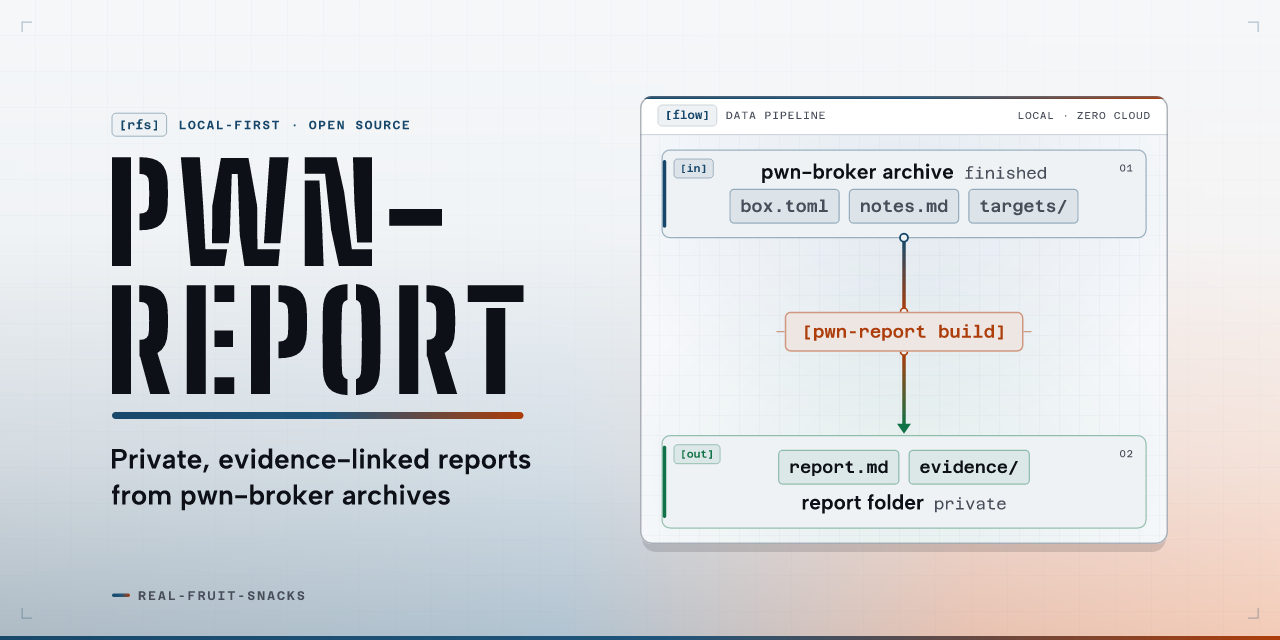 [rfs] LOCAL-FIRST · OPEN SOURCE
PWN-
REPORT
Private, evidence-linked reports
from pwn-broker archives
REAL-FRUIT-SNACKS
[flow] DATA PIPELINE LOCAL · ZERO CLOUD
[in] pwn-broker archive finished 01
box.toml notes.md targets/
[pwn-report build]
[out] report.md evidence/ 02
report folder private